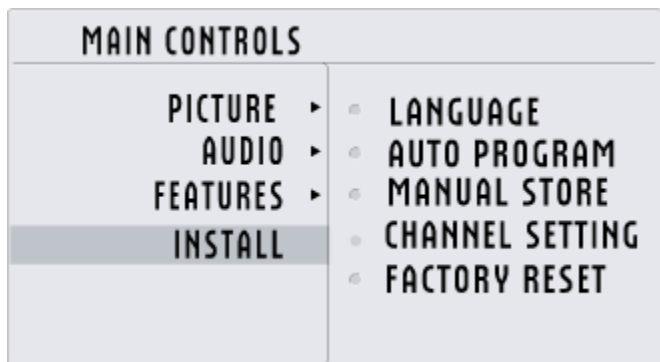 MAIN CONTROLS
PICTURE
AUDIO
FEATURES
INSTALL
LANGUAGE
AUTO PROGRAM
MANUAL STORE
CHANNEL SETTING
FACTORY RESET